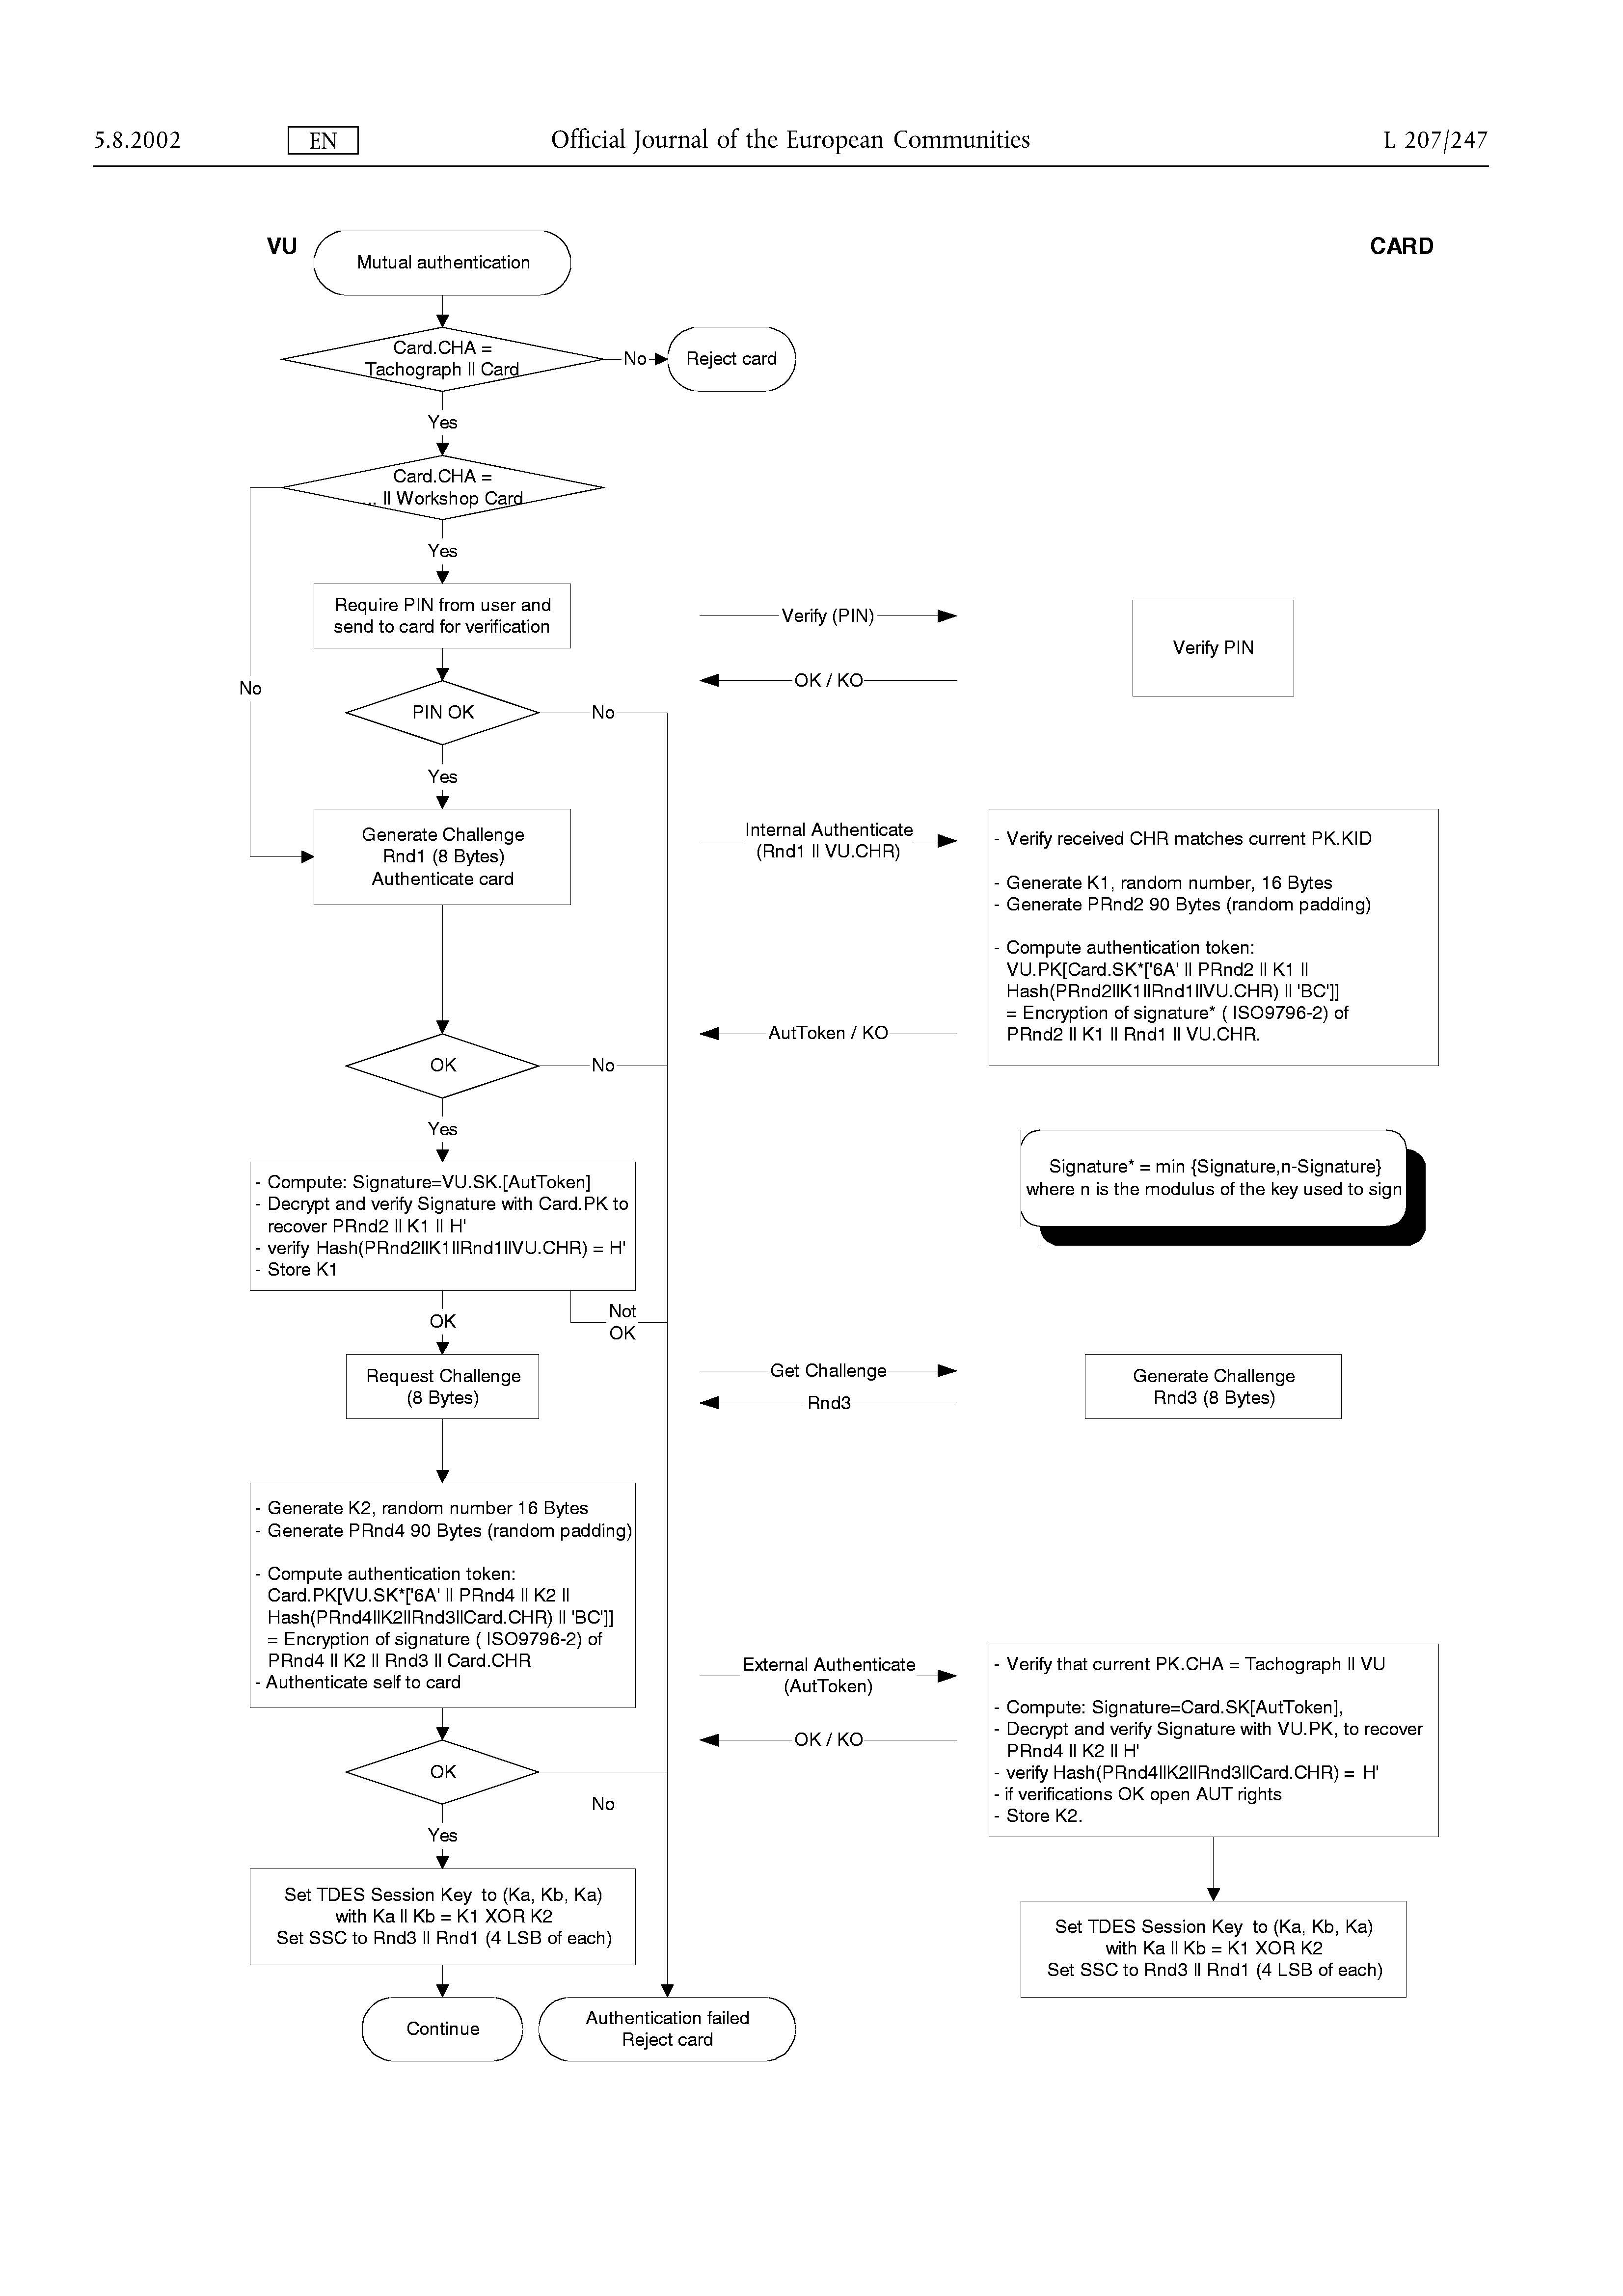 5.8.2002 EN Official Journal of the European Communities L 207/247
VU
CARD
Mutual authentication
Card.CHA =
Tachograph ll Card
No
Reject card
Yes
Card.CHA =
... ll Workshop Card
Yes
Require PIN from user and
send to card for verification
Verify (PIN)
Verify PIN
OK / KO
No
PIN OK
No
Yes
Generate Challenge
Rnd1 (8 Bytes)
Authenticate card
Internal Authenticate
(Rnd1 ll VU.CHR)
- Verify received CHR matches current PK.KID
- Generate K1, random number, 16 Bytes
- Generate PRnd2 90 Bytes (random padding)
- Compute authentication token:
VU.PK[Card.SK*['6A' ll PRnd2 ll K1 ll
Hash(PRnd2llK1llRnd1llVU.CHR) ll 'BC']]
= Encryption of signature* ( ISO9796-2) of
PRnd2 ll K1 ll Rnd1 ll VU.CHR.
AutToken / KO
OK
No
Yes
Signature* = min {Signature,n-Signature}
where n is the modulus of the key used to sign
- Compute: Signature=VU.SK.[AutToken]
- Decrypt and verify Signature with Card.PK to
recover PRnd2 ll K1 ll H'
- verify Hash(PRnd2llK1llRnd1llVU.CHR) = H'
- Store K1
OK
Not
OK
Request Challenge
(8 Bytes)
Get Challenge
Rnd3
Generate Challenge
Rnd3 (8 Bytes)
- Generate K2, random number 16 Bytes
- Generate PRnd4 90 Bytes (random padding)
- Compute authentication token:
Card.PK[VU.SK*['6A' ll PRnd4 ll K2 ll
Hash(PRnd4llK2llRnd3llCard.CHR) ll 'BC']]
= Encryption of signature ( ISO9796-2) of
PRnd4 ll K2 ll Rnd3 ll Card.CHR
- Authenticate self to card
External Authenticate
(AutToken)
- Verify that current PK.CHA = Tachograph ll VU
- Compute: Signature=Card.SK[AutToken],
- Decrypt and verify Signature with VU.PK, to recover
PRnd4 ll K2 ll H'
- verify Hash(PRnd4llK2llRnd3llCard.CHR) = H'
- if verifications OK open AUT rights
- Store K2.
OK / KO
OK
No
Yes
Set TDES Session Key to (Ka, Kb, Ka)
with Ka ll Kb = K1 XOR K2
Set SSC to Rnd3 ll Rnd1 (4 LSB of each)
Set TDES Session Key to (Ka, Kb, Ka)
with Ka ll Kb = K1 XOR K2
Set SSC to Rnd3 ll Rnd1 (4 LSB of each)
Continue
Authentication failed
Reject card